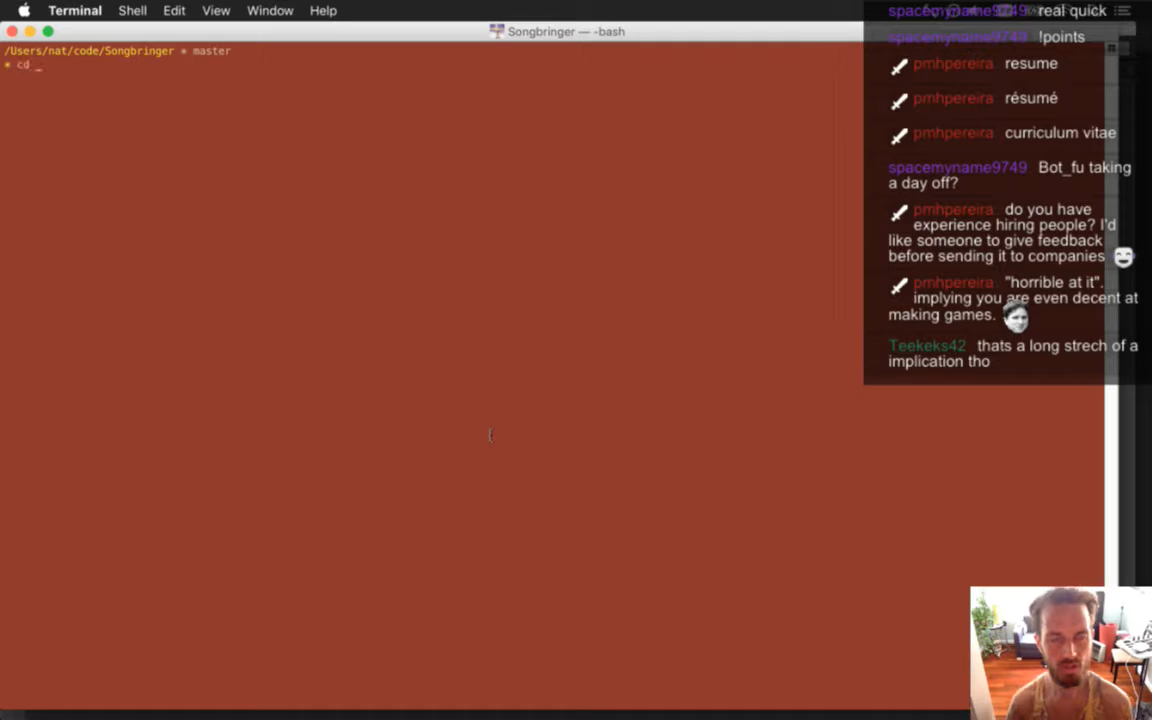 Terminal Shell Edit View Window Help
Songbringer — -bash
/Users/nat/code/Songbringer * master
* cd _
spacemyname9749 real quick
spacemyname9749 !points
pmhpereira resume
pmhpereira résumé
pmhpereira curriculum vitae
spacemyname9749 Bot_fu taking
a day off?
pmhpereira do you have
experience hiring people? I'd
like someone to give feedback
before sending it to companies
pmhpereira "horrible at it".
implying you are even decent at
making games.
Teekeks42 thats a long strech of a
implication tho